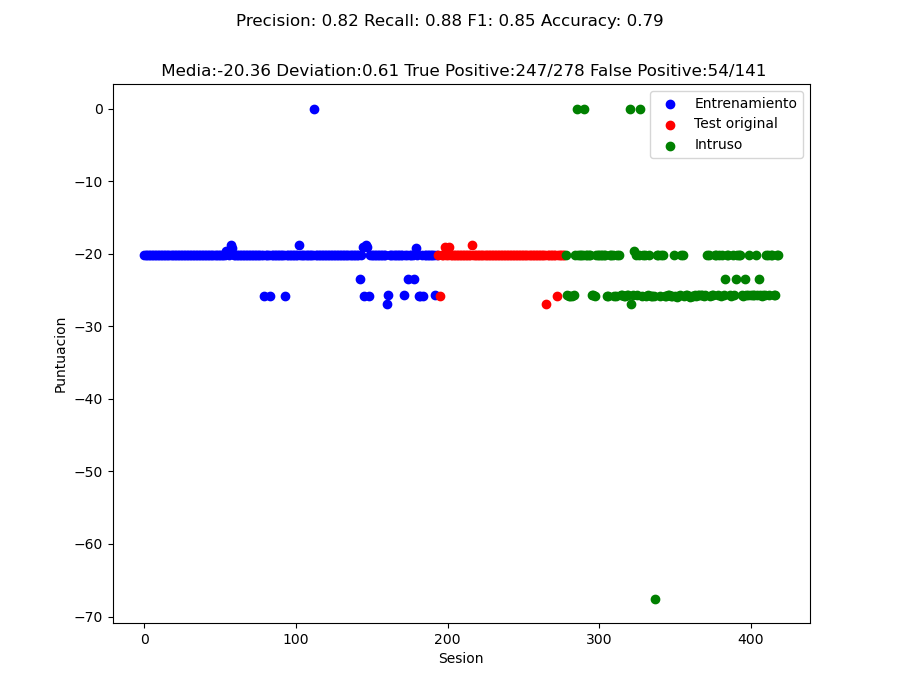 Precision: 0.82 Recall: 0.88 F1: 0.85 Accuracy: 0.79
Media:-20.36 Deviation:0.61 True Positive:247/278 False Positive:54/141
Entrenamiento
Test original
Intruso
0
−10
−20
−30
−40
−50
−60
−70
Puntuacion
0
100
200
300
400
Sesion